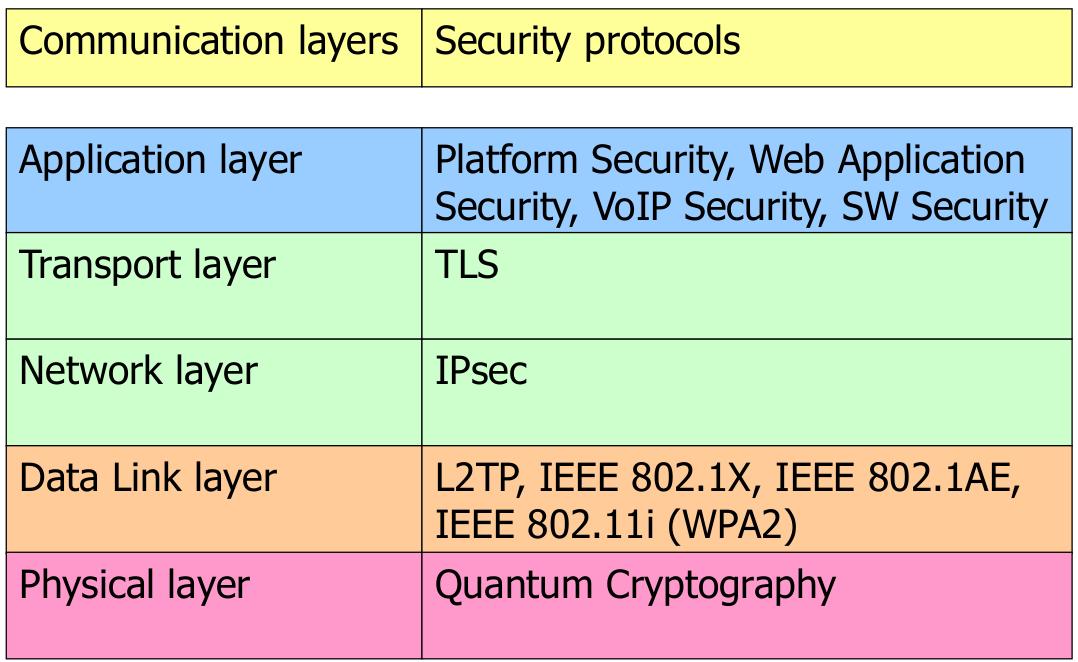 Communication layers Security protocols
Application layer Platform Security, Web Application
Security, VoIP Security, SW Security
Transport layer TLS
Network layer IPsec
Data Link layer L2TP, IEEE 802.1X, IEEE 802.1AE,
IEEE 802.11i (WPA2)
Physical layer Quantum Cryptography